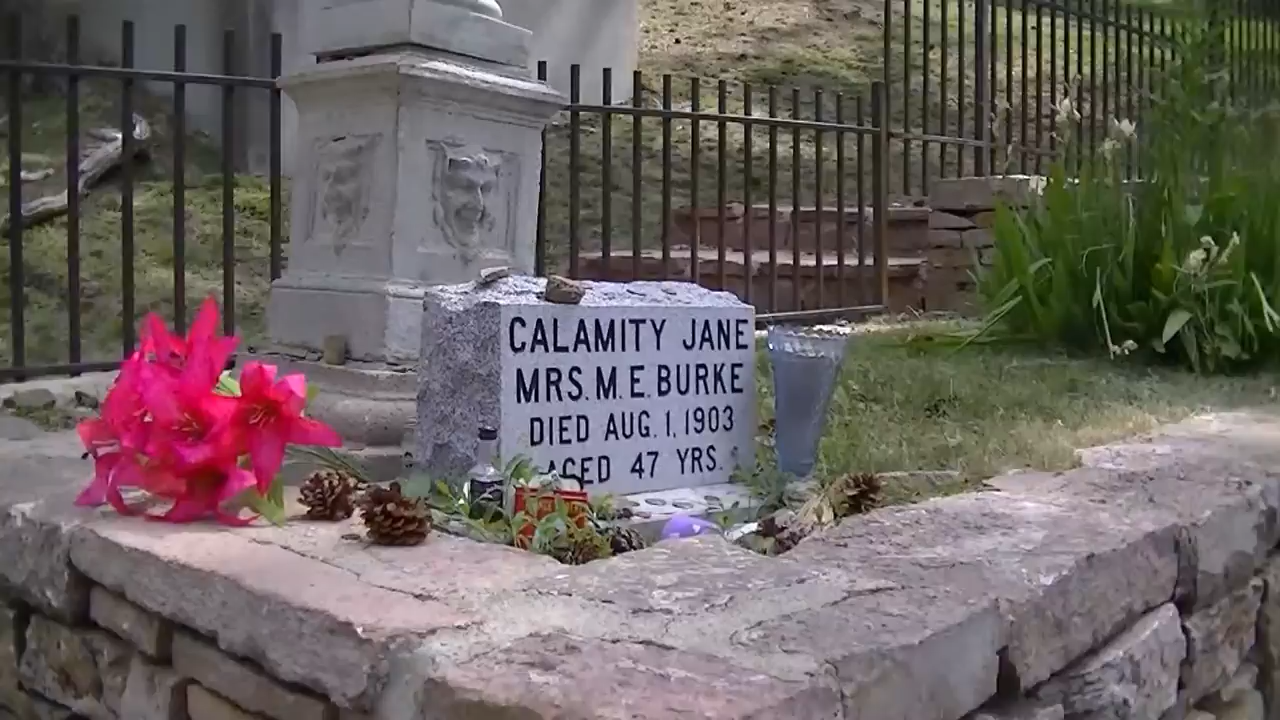 CALAMITY JANE
MRS. M. E. BURKE
DIED AUG. 1, 1903
AGED 47 YRS.